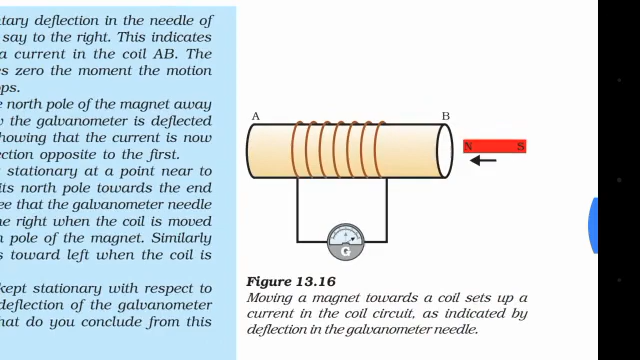 tary deflection in the needle of
say to the right. This indicates
a current in the coil AB. The
s zero the moment the motion
ops.
e north pole of the magnet away
w the galvanometer is deflected
howing that the current is now
ection opposite to the first.
t stationary at a point near to
its north pole towards the end
ee that the galvanometer needle
he right when the coil is moved
h pole of the magnet. Similarly
s toward left when the coil is
kept stationary with respect to
deflection of the galvanometer
hat do you conclude from this
A B
N S
G
Figure 13.16
Moving a magnet towards a coil sets up a
current in the coil circuit, as indicated by
deflection in the galvanometer needle.